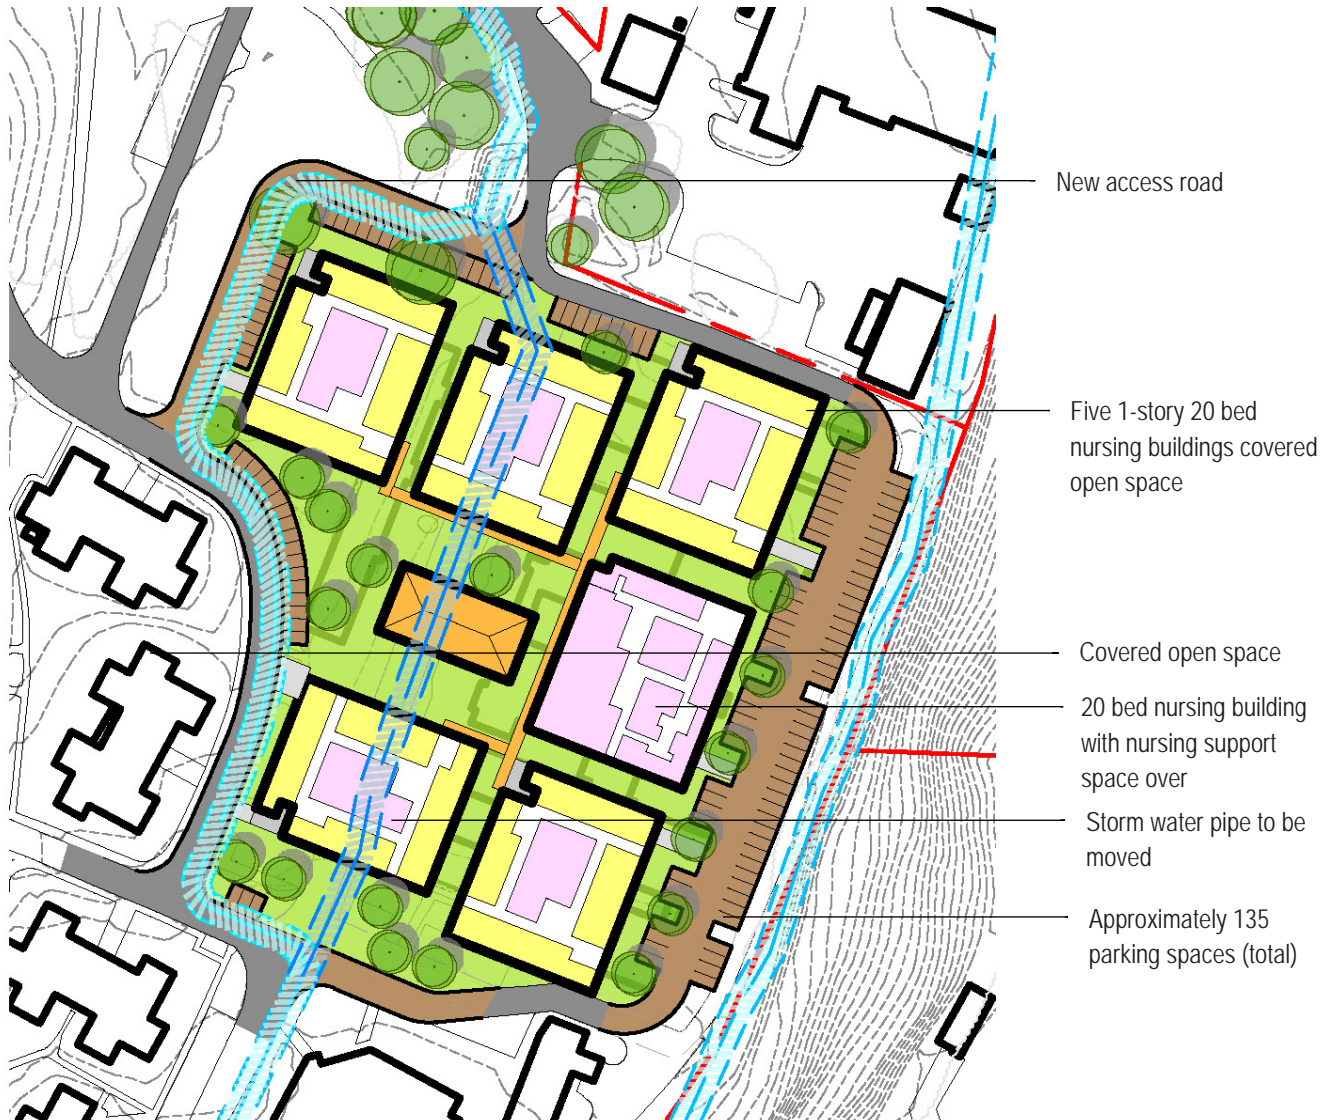 New access road
Five 1-story 20 bed
nursing buildings covered
open space
Covered open space
20 bed nursing building
with nursing support
space over
Storm water pipe to be
moved
Approximately 135
parking spaces (total)